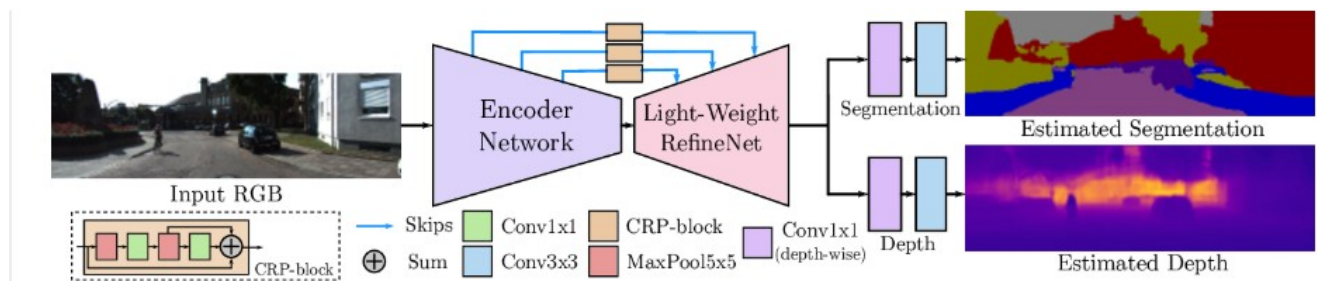 Encoder
Network
Light-Weight
RefineNet
Segmentation
Estimated Segmentation
Input RGB
Skips
Conv1x1
CRP-block
Sum
Conv3x3
MaxPool5x5
CRP-block
Conv1x1
(depth-wise)
Depth
Estimated Depth